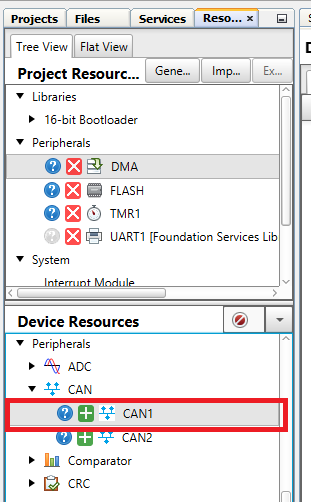 Projects Files Services Reso... ×
Tree View Flat View
Project Resourc... Gene... Imp... Ex...
Libraries
16-bit Bootloader
Peripherals
DMA
FLASH
TMR1
UART1 [Foundation Services Lib
System
Interrupt Module
Device Resources
Peripherals
ADC
CAN
CAN1
CAN2
Comparator
CRC